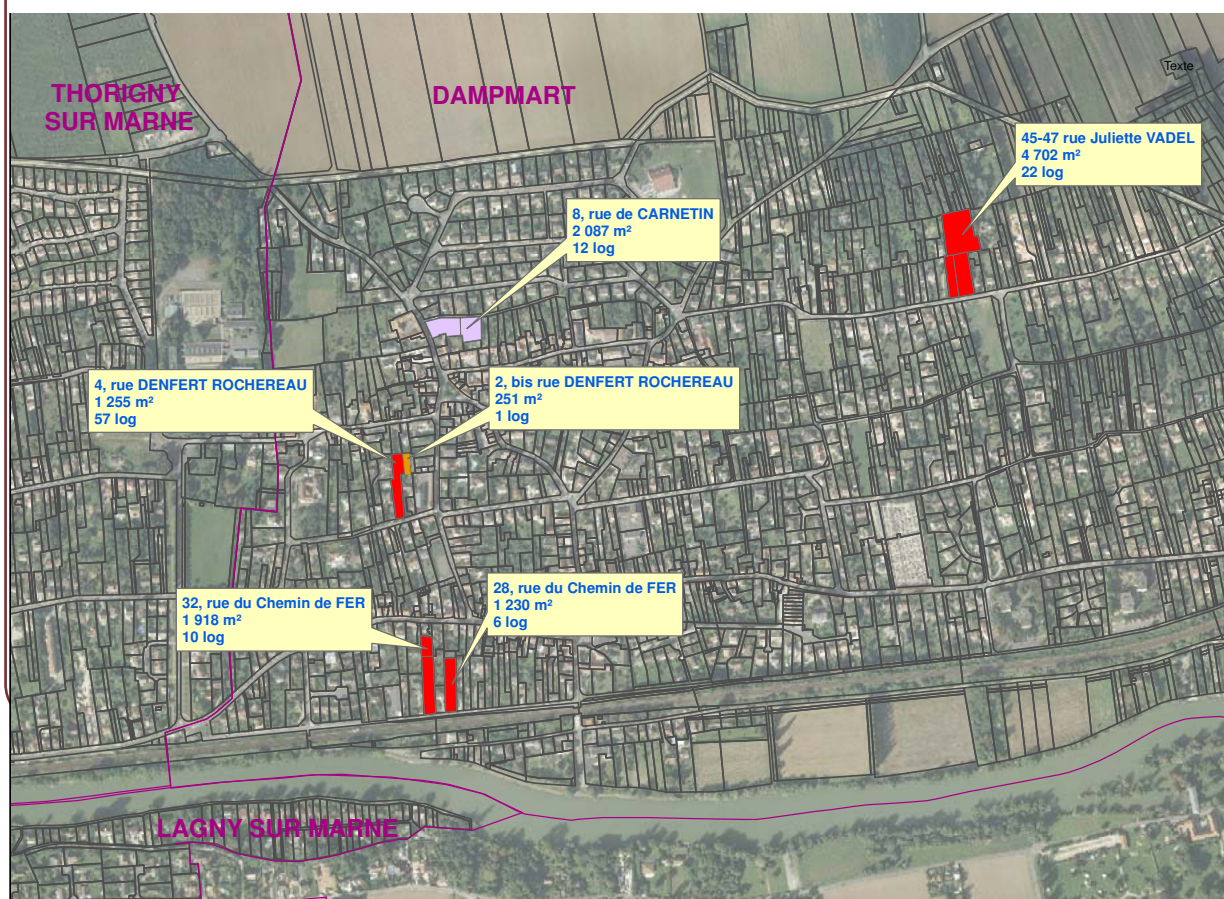 THORIGNY
SUR MARNE
DAMPMART
Texte
45-47 rue Juliette VADEL
4 702 m²
22 log
8, rue de CARNETIN
2 087 m²
12 log
4, rue DENFERT ROCHEREAU
1 255 m²
57 log
2, bis rue DENFERT ROCHEREAU
251 m²
1 log
32, rue du Chemin de FER
1 918 m²
10 log
28, rue du Chemin de FER
1 230 m²
6 log
LAGNY SUR MARNE